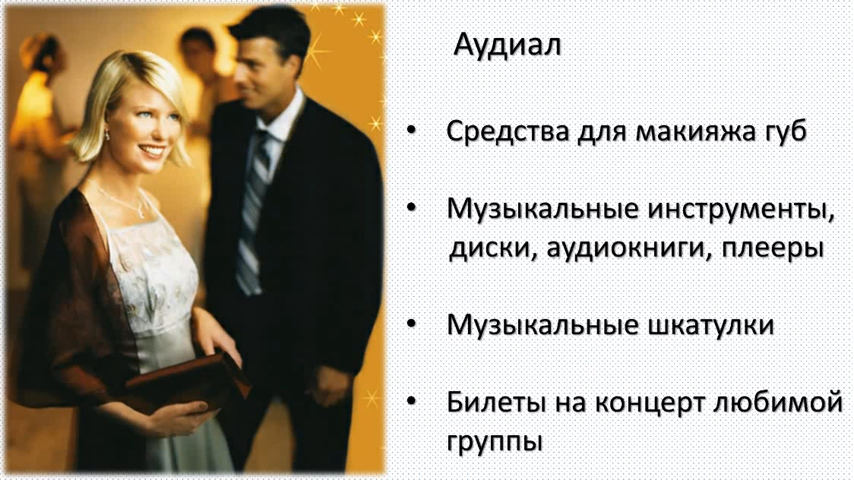 Аудиал
• Средства для макияжа губ
• Музыкальные инструменты,
диски, аудиокниги, плееры
• Музыкальные шкатулки
• Билеты на концерт любимой
группы